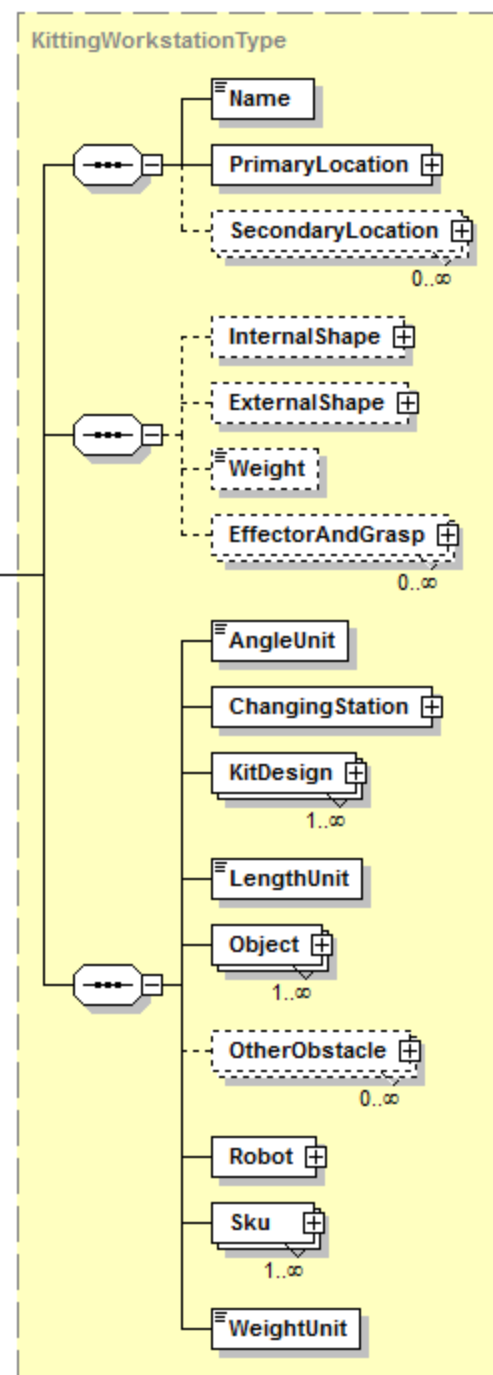 KittingWorkstationType
Name
PrimaryLocation
SecondaryLocation
0..∞
InternalShape
ExternalShape
Weight
EffectorAndGrasp
0..∞
AngleUnit
ChangingStation
KitDesign
1..∞
LengthUnit
Object
1..∞
OtherObstacle
0..∞
Robot
Sku
1..∞
WeightUnit